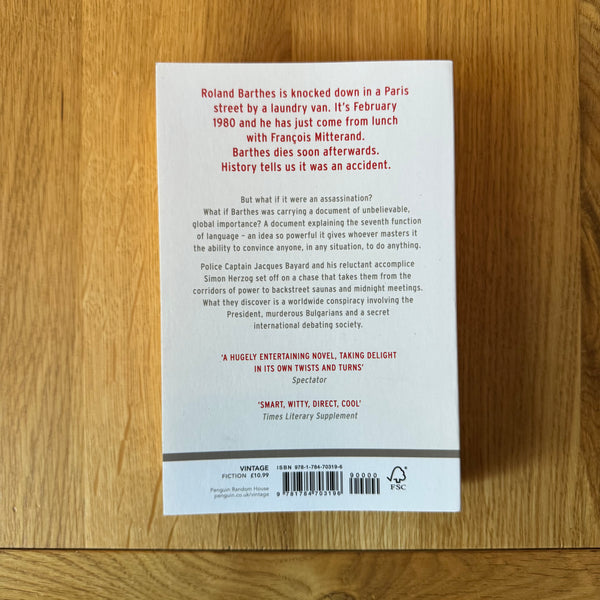 Roland Barthes is knocked down in a Paris
street by a laundry van. It's February
1980 and he has just come from lunch
with François Mitterand.
Barthes dies soon afterwards.
History tells us it was an accident.
But what if it were an assassination?
What if Barthes was carrying a document of unbelievable,
global importance? A document explaining the seventh function
of language – an idea so powerful it gives whoever masters it
the ability to convince anyone, in any situation, to do anything.
Police Captain Jacques Bayard and his reluctant accomplice
Simon Herzog set off on a chase that takes them from the
corridors of power to backstreet saunas and midnight meetings.
What they discover is a worldwide conspiracy involving the
President, murderous Bulgarians and a secret
international debating society.
'A HUGELY ENTERTAINING NOVEL, TAKING DELIGHT
IN ITS OWN TWISTS AND TURNS'
Spectator
'SMART, WITTY, DIRECT, COOL'
Times Literary Supplement
VINTAGE
FICTION £10.99
Penguin Random House
penguin.co.uk/vintage
ISBN 978-1-784-70319-6
90000
9 781784 703196
FSC